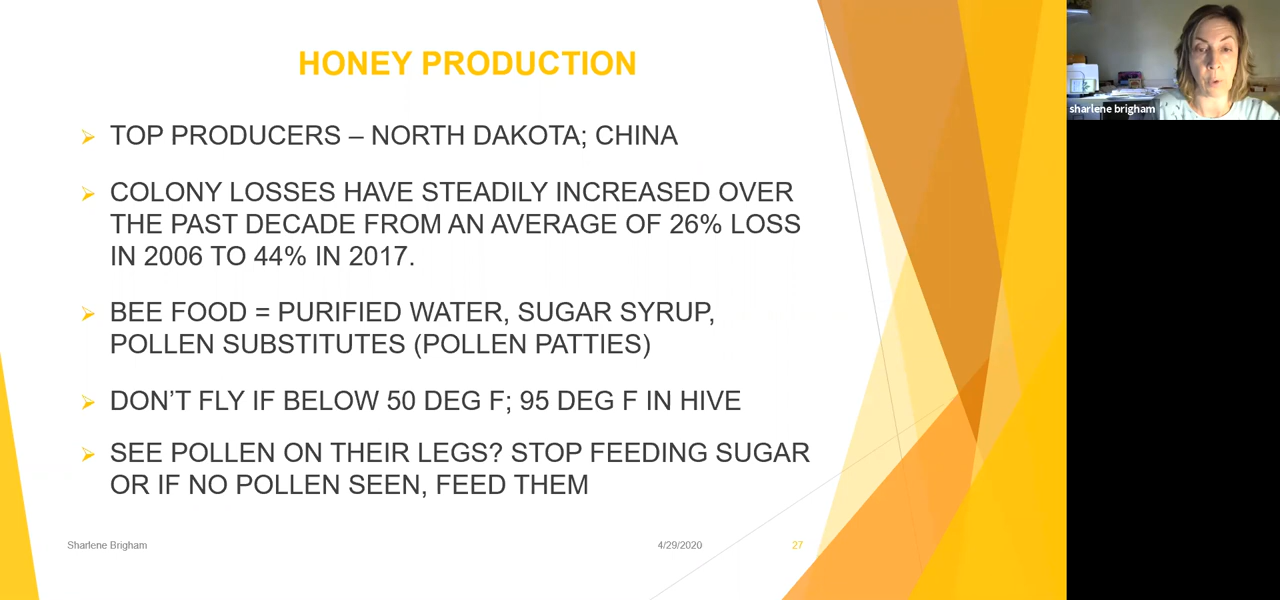 HONEY PRODUCTION
TOP PRODUCERS – NORTH DAKOTA; CHINA
COLONY LOSSES HAVE STEADILY INCREASED OVER
THE PAST DECADE FROM AN AVERAGE OF 26% LOSS
IN 2006 TO 44% IN 2017.
BEE FOOD = PURIFIED WATER, SUGAR SYRUP,
POLLEN SUBSTITUTES (POLLEN PATTIES)
DON’T FLY IF BELOW 50 DEG F; 95 DEG F IN HIVE
SEE POLLEN ON THEIR LEGS? STOP FEEDING SUGAR
OR IF NO POLLEN SEEN, FEED THEM
Sharlene Brigham
4/29/2020
27
sharlene brigham